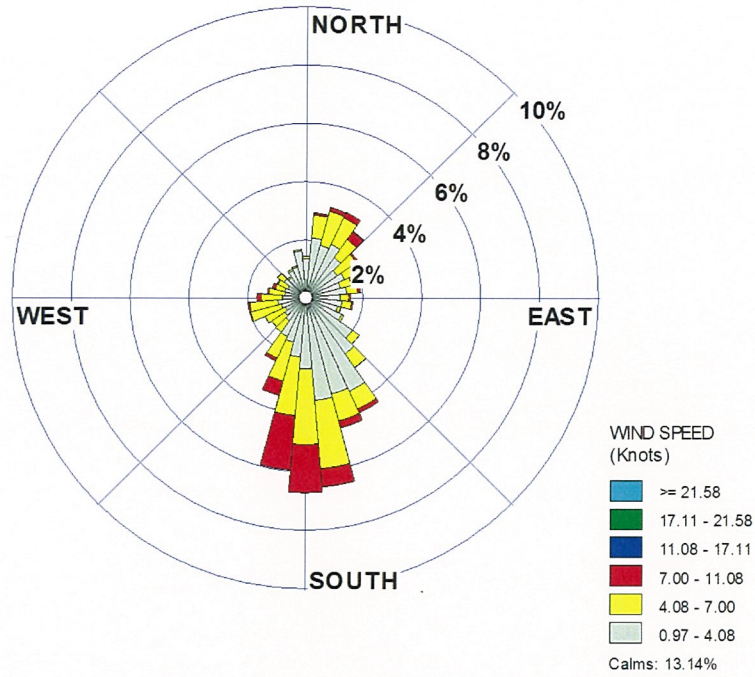 NORTH
10%
8%
6%
4%
2%
WEST
EAST
SOUTH
WIND SPEED
(Knots)
>= 21.58
17.11 - 21.58
11.08 - 17.11
7.00 - 11.08
4.08 - 7.00
0.97 - 4.08
Calms: 13.14%